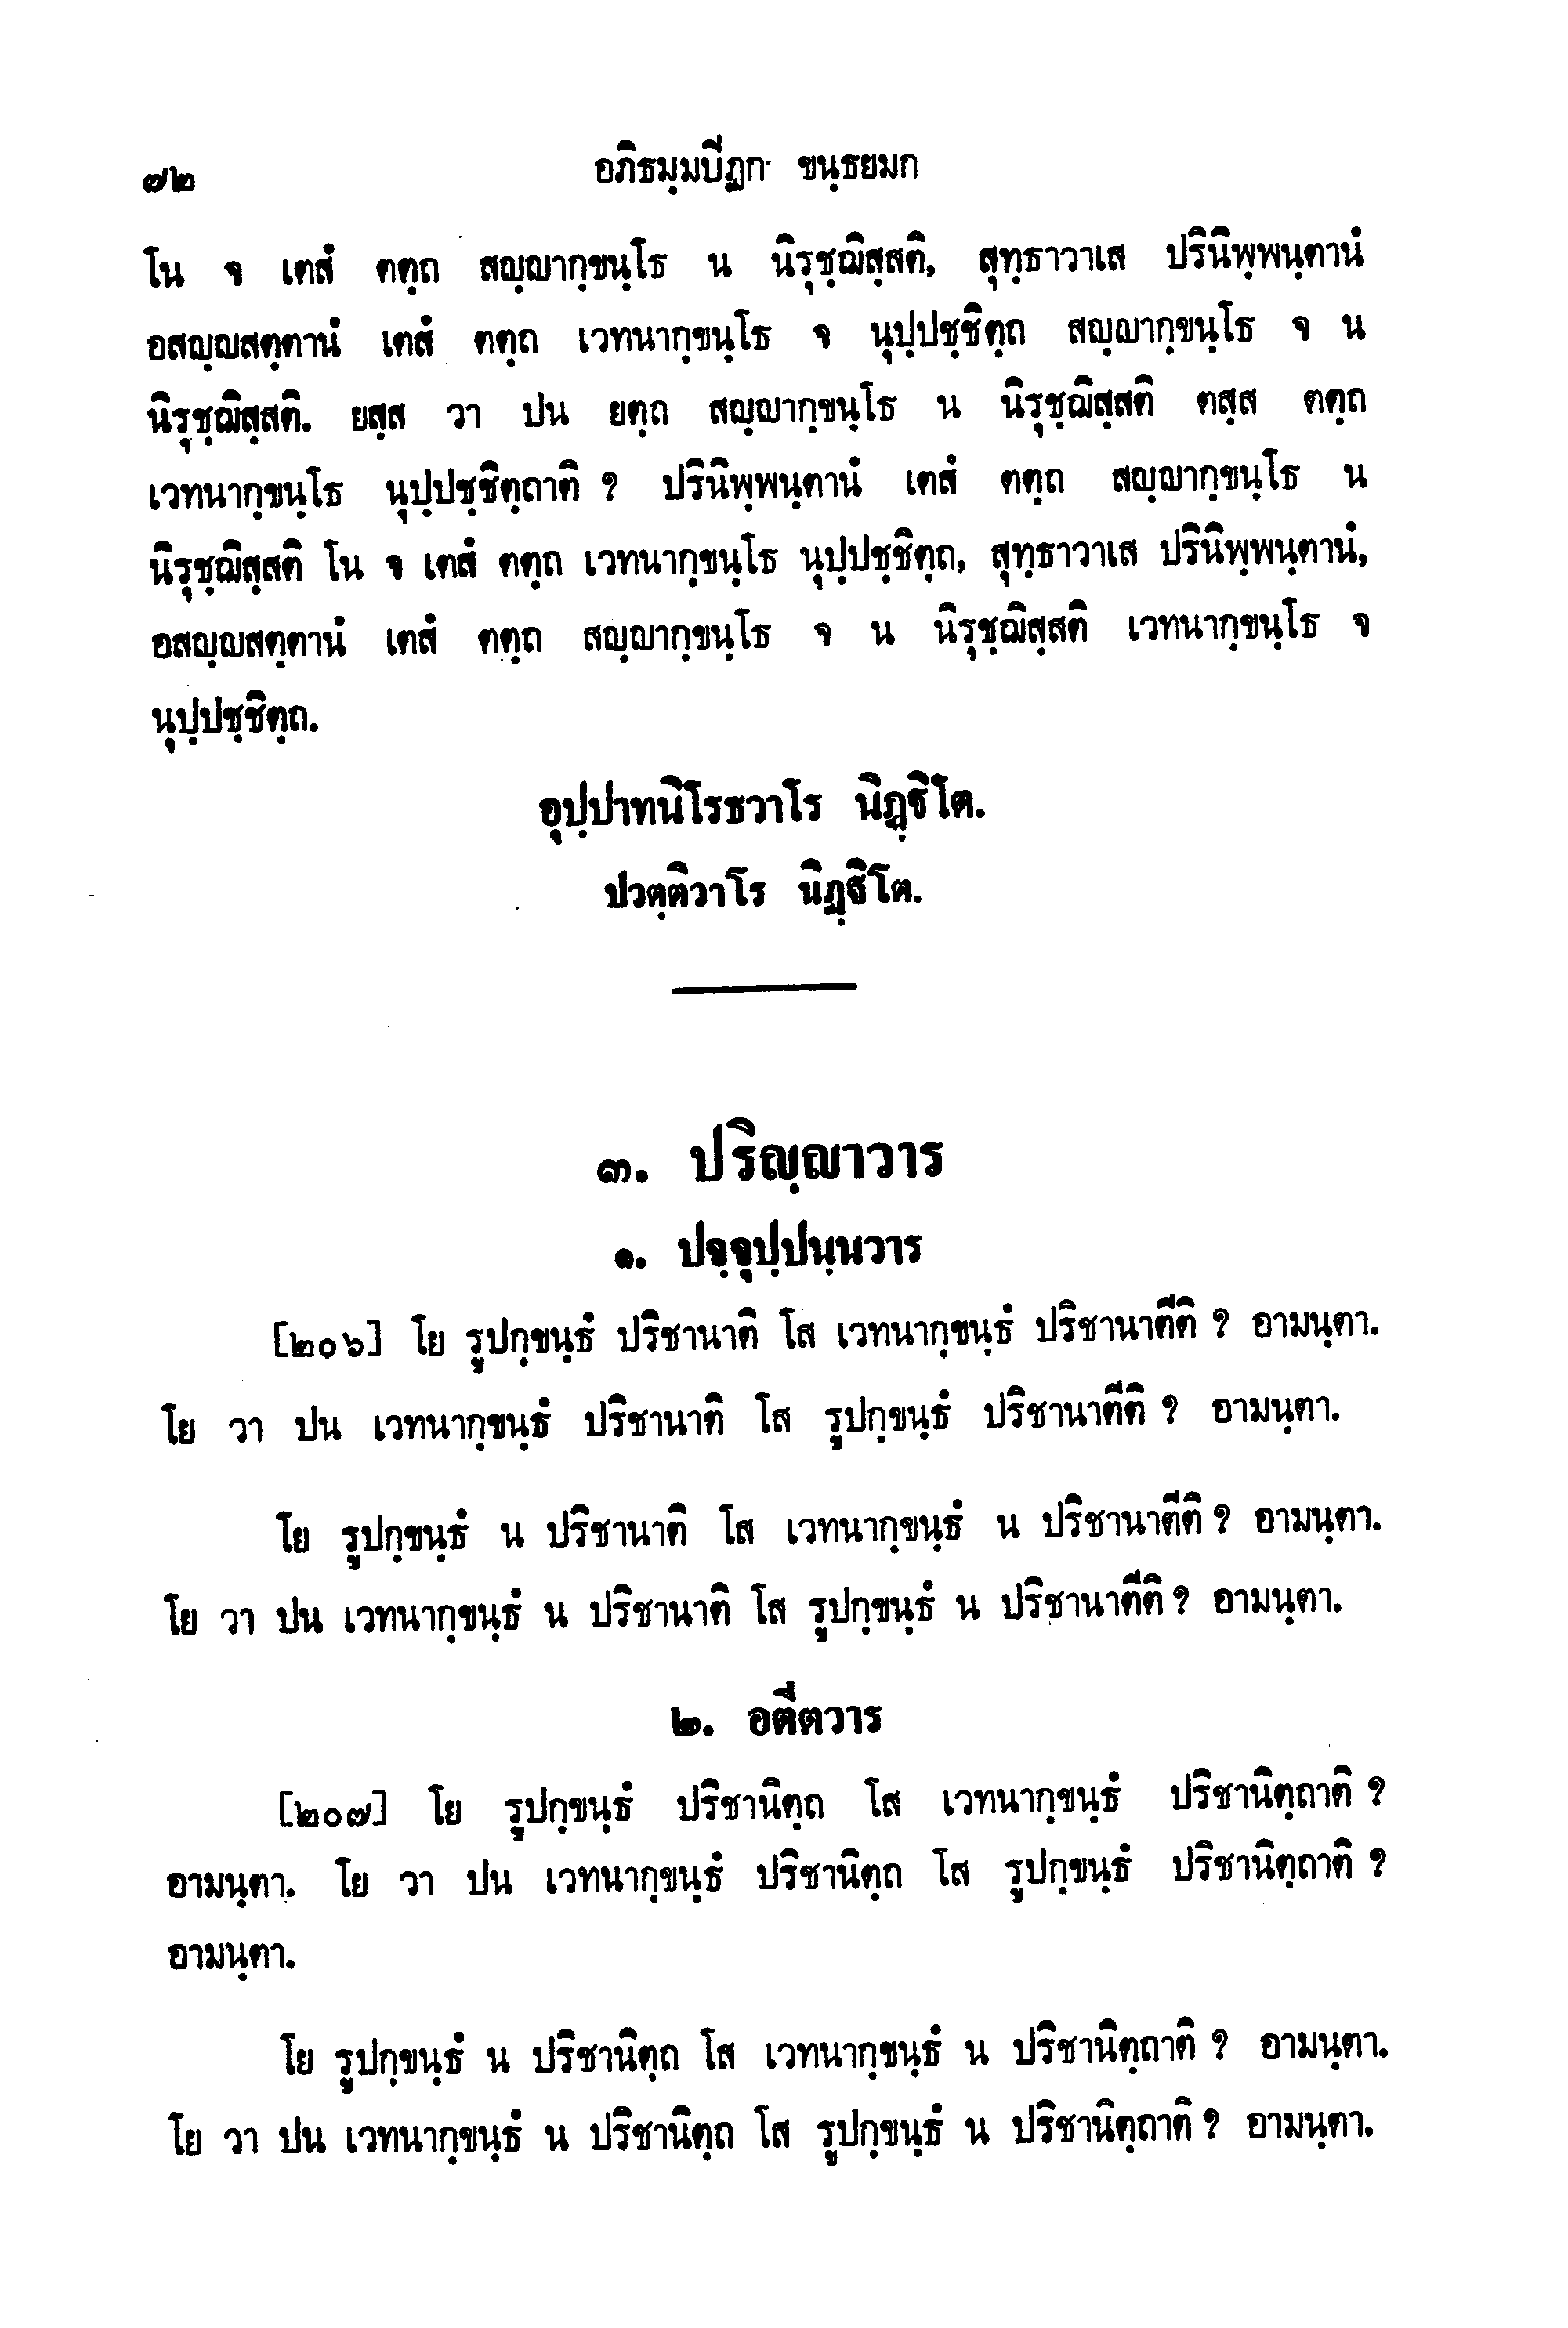 ๗๒ อภิธมฺมปิฏก ขนฺธยมก
โน จ เตสํ ตตฺถ สญฺญากฺขนฺโธ น นิรุชฺฌิสฺสติ, สุทฺธาวาเส ปรินิพฺพนฺตานํ
อสญฺญสตฺตานํ เตสํ ตตฺถ เวทนากฺขนฺโธ จ นุปฺปชฺชิตฺถ สญฺญากฺขนฺโธ จ น
นิรุชฺฌิสฺสติ. ยสฺส วา ปน ยตฺถ สญฺญากฺขนฺโธ น นิรุชฺฌิสฺสติ ตสฺส ตตฺถ
เวทนากฺขนฺโธ นุปฺปชฺชิตฺถาติ ? ปรินิพฺพนฺตานํ เตสํ ตตฺถ สญฺญากฺขนฺโธ น
นิรุชฺฌิสฺสติ โน จ เตสํ ตตฺถ เวทนากฺขนฺโธ นุปฺปชฺชิตฺถ, สุทฺธาวาเส ปรินิพฺพนฺตานํ,
อสญฺญสตฺตานํ เตสํ ตตฺถ สญฺญากฺขนฺโธ จ น นิรุชฺฌิสฺสติ เวทนากฺขนฺโธ จ
นุปฺปชฺชิตฺถ.
อุปฺปาทนิโรธวาโร นิฏฺฐิโต.
ปวตฺติวาโร นิฏฺฐิโต.
๓. ปริญฺญาวาร
๑. ปจฺจุปฺปนฺนวาร
[๒๐๖] โย รูปกฺขนฺธํ ปริชานาติ โส เวทนากฺขนฺธํ ปริชานาตีติ ? อามนฺตา.
โย วา ปน เวทนากฺขนฺธํ ปริชานาติ โส รูปกฺขนฺธํ ปริชานาตีติ ? อามนฺตา.
โย รูปกฺขนฺธํ น ปริชานาติ โส เวทนากฺขนฺธํ น ปริชานาตีติ ? อามนฺตา.
โย วา ปน เวทนากฺขนฺธํ น ปริชานาติ โส รูปกฺขนฺธํ น ปริชานาตีติ ? อามนฺตา.
๒. อตีตวาร
[๒๐๗] โย รูปกฺขนฺธํ ปริชานิตฺถ โส เวทนากฺขนฺธํ ปริชานิตฺถาติ ?
อามนฺตา. โย วา ปน เวทนากฺขนฺธํ ปริชานิตฺถ โส รูปกฺขนฺธํ ปริชานิตฺถาติ ?
อามนฺตา.
โย รูปกฺขนฺธํ น ปริชานิตฺถ โส เวทนากฺขนฺธํ น ปริชานิตฺถาติ ? อามนฺตา.
โย วา ปน เวทนากฺขนฺธํ น ปริชานิตฺถ โส รูปกฺขนฺธํ น ปริชานิตฺถาติ ? อามนฺตา.